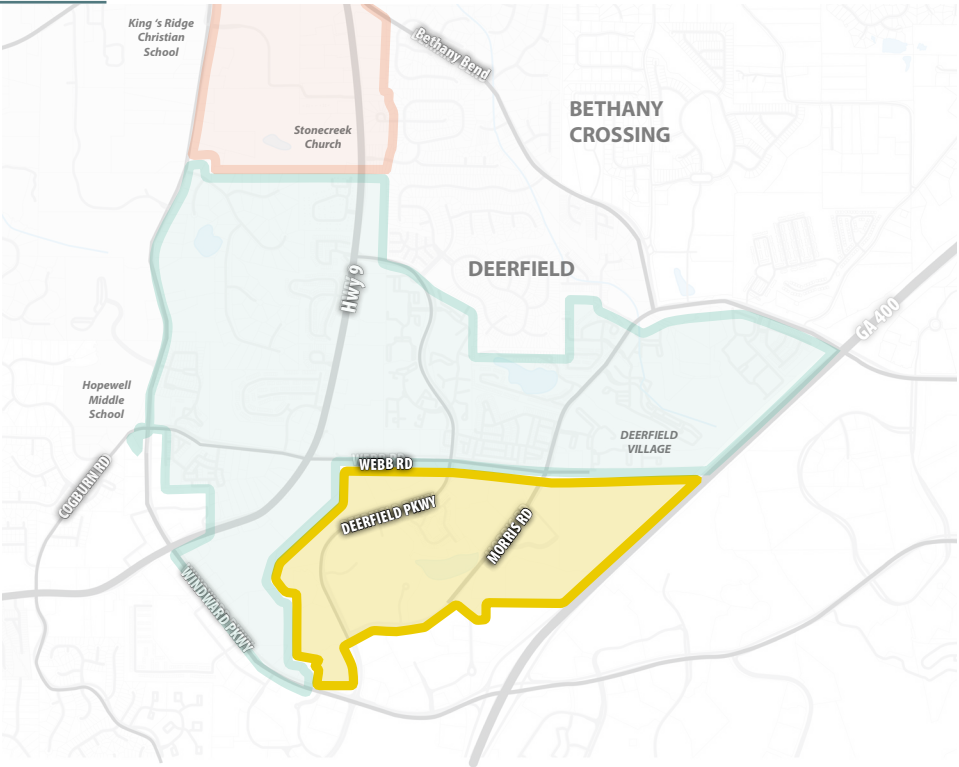 King 's Ridge
Christian
School
Bethany Bend
BETHANY
CROSSING
Stonecreek
Church
DEERFIELD
Hwy 9
GA 400
Hopewell
Middle
School
DEERFIELD
VILLAGE
WEBB RD
COGBURN RD
DEERFIELD PKWY
MORRIS RD
WINDWARD PKWY